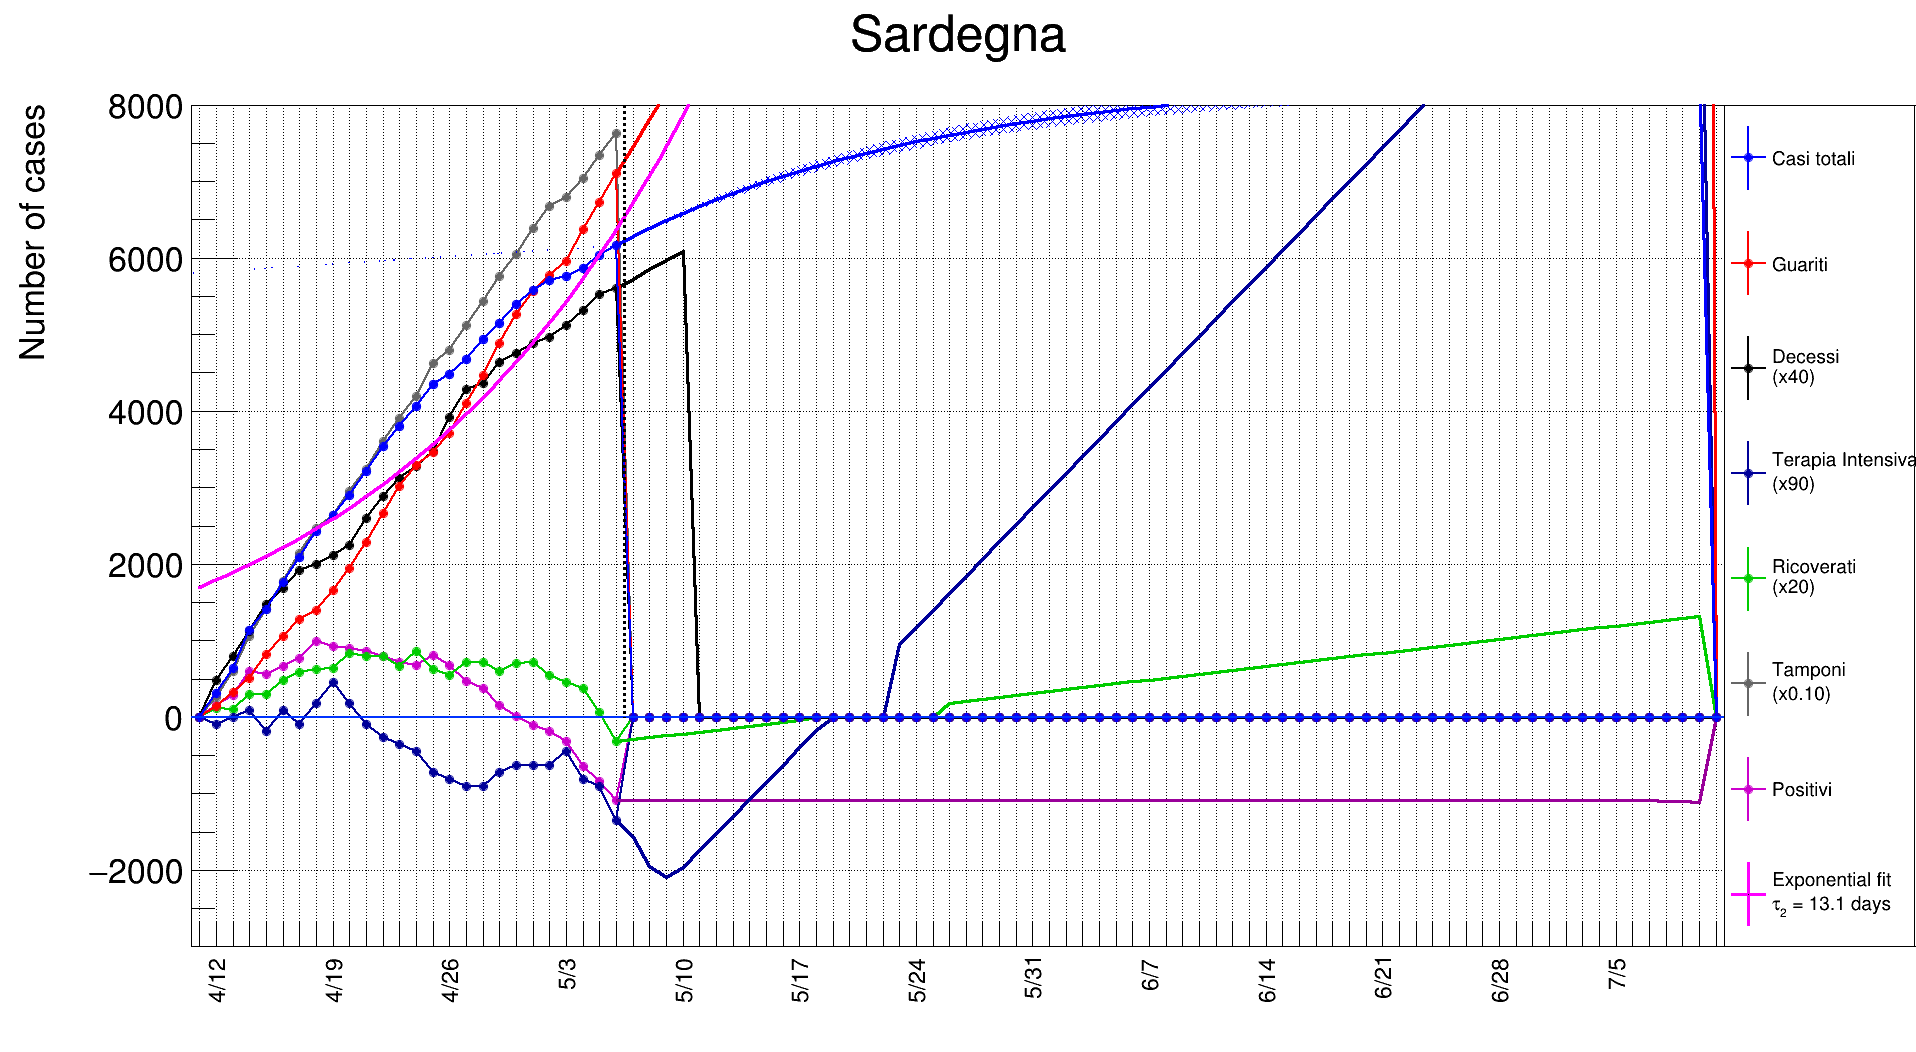 Sardegna
Number of cases
8000
6000
4000
2000
0
−2000
4/12
4/19
4/26
5/3
5/10
5/17
5/24
5/31
6/7
6/14
6/21
6/28
7/5
Casi totali
Guariti
Decessi
(x40)
Terapia Intensiva
(x90)
Ricoverati
(x20)
Tamponi
(x0.10)
Positivi
Exponential fit
τ2 = 13.1 days